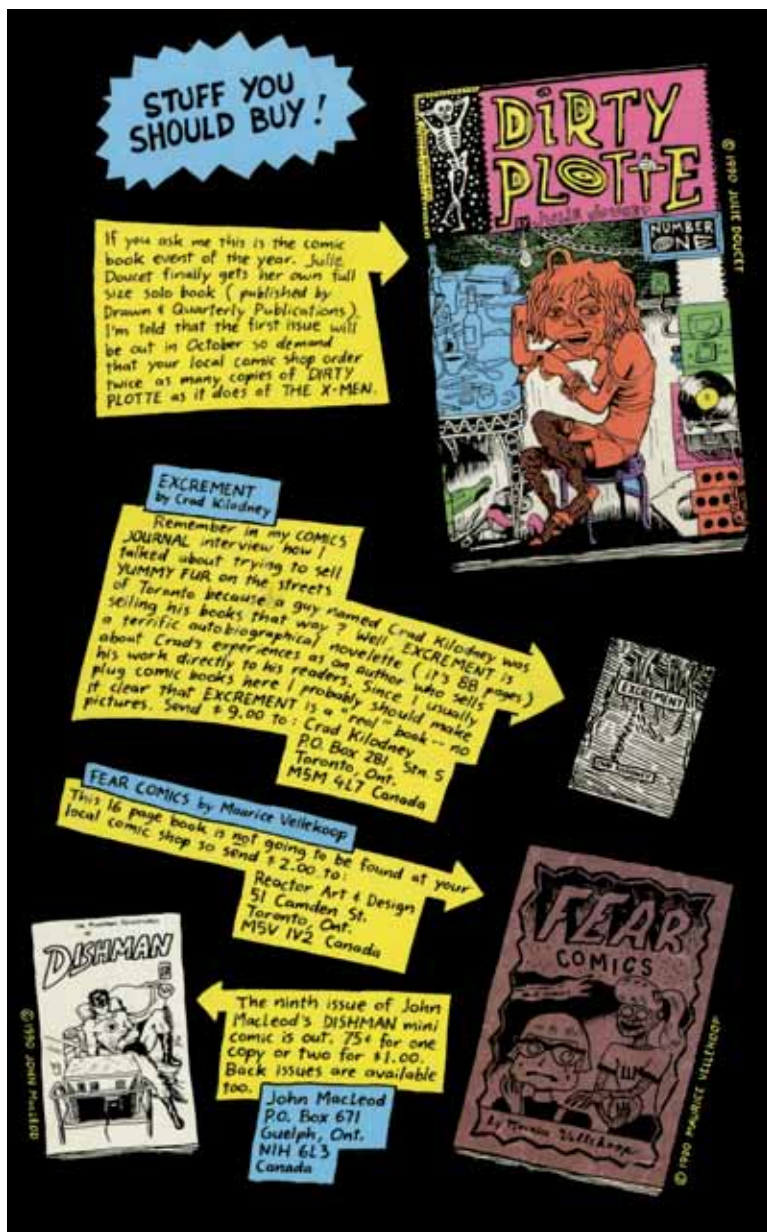 STUFF YOU
SHOULD BUY!
DIRTY
PLOTTE
BY JULIE DOUCET
NUMBER
ONE
© 1990 JULIE DOUCET
If you ask me this is the comic
book event of the year. Julie
Doucet finally gets her own full
size solo book (published by
Drawn & Quarterly Publications).
I'm told that the first issue will
be out in October so demand
that your local comic shop order
twice as many copies of DIRTY
PLOTTE as it does of THE X-MEN.
EXCREMENT
by Crad Kilodney
Remember in my COMICS
JOURNAL interview how I
talked about trying to sell
YUMMY FUR on the streets
of Toronto because a guy named Crad Kilodney was
selling his books that way? Well, EXCREMENT is
a terrific autobiographical novelette (it's 88 pages)
about Crad's experiences as an author who sells
his work directly to his readers. Since I usually
plug comic books here I probably should make
it clear that EXCREMENT is a "real" book -- no
pictures. Send $9.00 to: Crad Kilodney
P.O. Box 281, Stn S
Toronto, Ont.
M5M 4L7 Canada
EXCREMENT
FEAR COMICS by Maurice Vellekoop
This 16 page book is not going to be found at your
local comic shop so send $2.00 to:
Reactor Art & Design
51 Camden St.
Toronto, Ont.
M5V 1V2 Canada
FEAR
COMICS
by Maurice Vellekoop
© 1990 MAURICE VELLEKOOP
DISHMAN
© 1990 JOHN MacLEOD
The ninth issue of John
MacLeod's DISHMAN mini
comic is out. 75¢ for one
copy or two for $1.00.
Back issues are available
too.
John MacLeod
P.O. Box 671
Guelph, Ont.
N1H 6L3
Canada